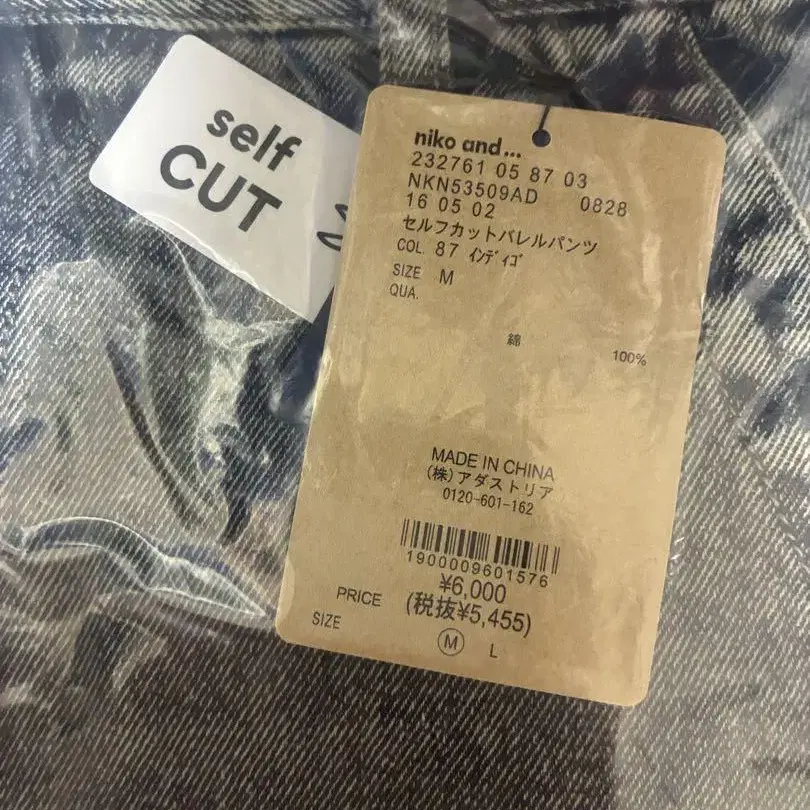 self
CUT
niko and...
232761 05 87 03
NKN53509AD 0828
16 05 02
セルフカットバレルパンツ
COL. 87 ｲﾝﾃﾞｨｺﾞ
SIZE M
QUA.
綿 100%
MADE IN CHINA
(株)アダストリア
0120-601-162
1900009601576
PRICE ¥6,000
(税抜¥5,455)
SIZE M L